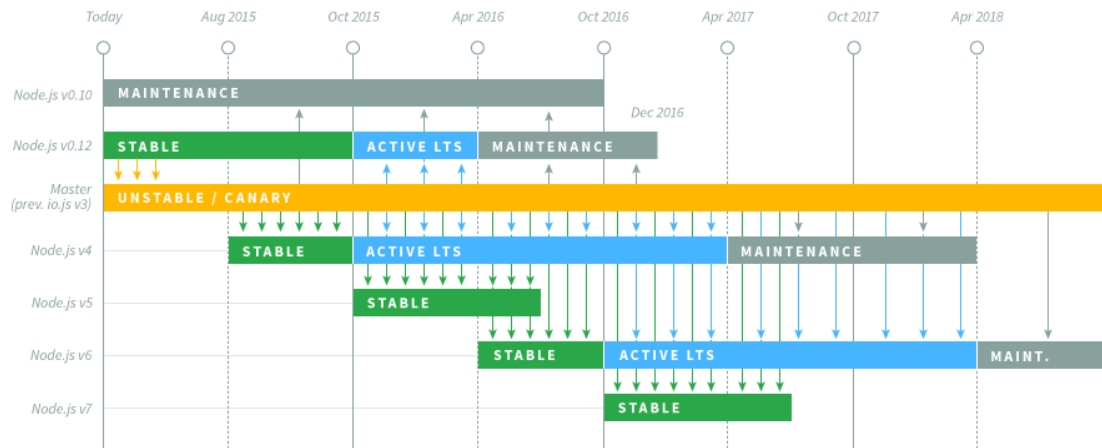 Today Aug 2015 Oct 2015 Apr 2016 Oct 2016 Apr 2017 Oct 2017 Apr 2018
Node.js v0.10 MAINTENANCE
Dec 2016
Node.js v0.12 STABLE ACTIVE LTS MAINTENANCE
Master
(prev. io.js v3) UNSTABLE / CANARY
Node.js v4 STABLE ACTIVE LTS MAINTENANCE
Node.js v5 STABLE
Node.js v6 STABLE ACTIVE LTS MAINT.
Node.js v7 STABLE